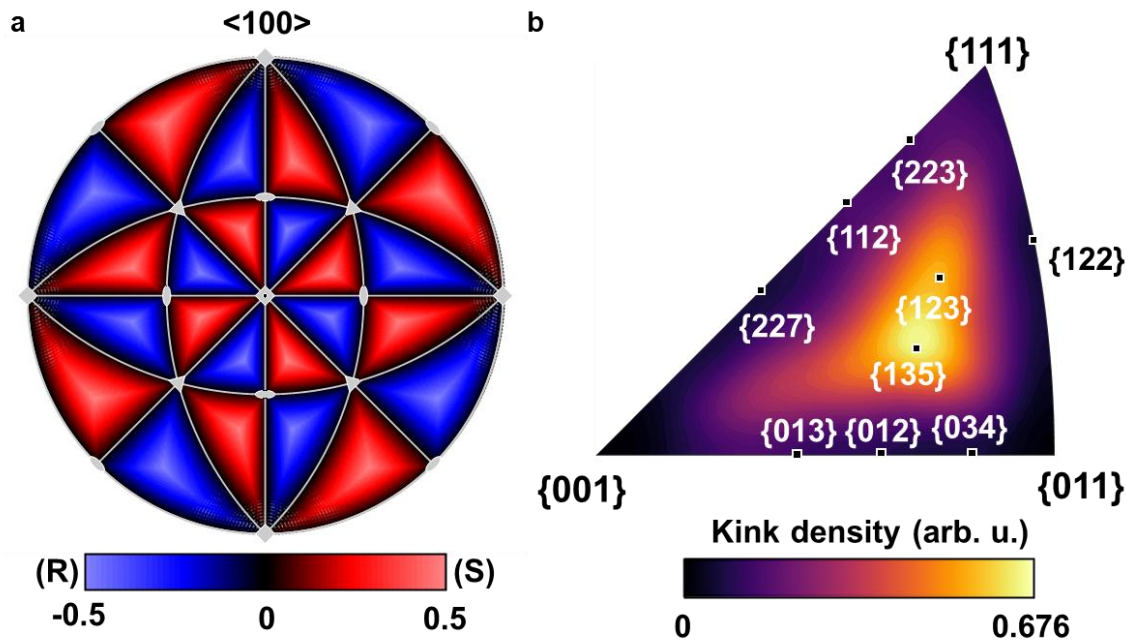 a
<100>
(R)
(S)
-0.5
0
0.5
b
{111}
{223}
{112}
{122}
{123}
{227}
{135}
{013} {012} {034}
{001}
{011}
Kink density (arb. u.)
0
0.676